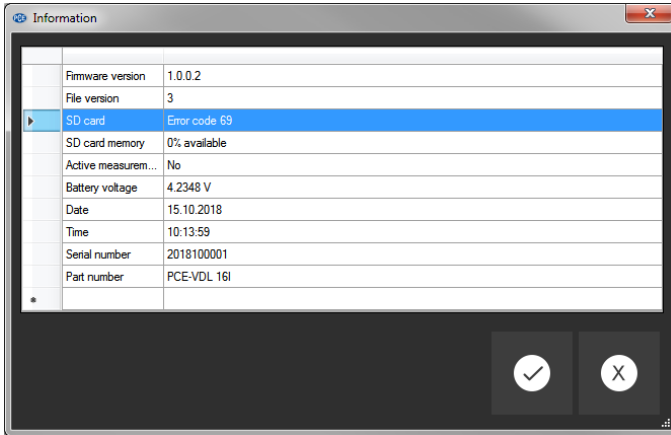 PCE Information X
Firmware version 1.0.0.2
File version 3
SD card Error code 69
SD card memory 0% available
Active measurem... No
Battery voltage 4.2348 V
Date 15.10.2018
Time 10:13:59
Serial number 2018100001
Part number PCE-VDL 16I
*
X